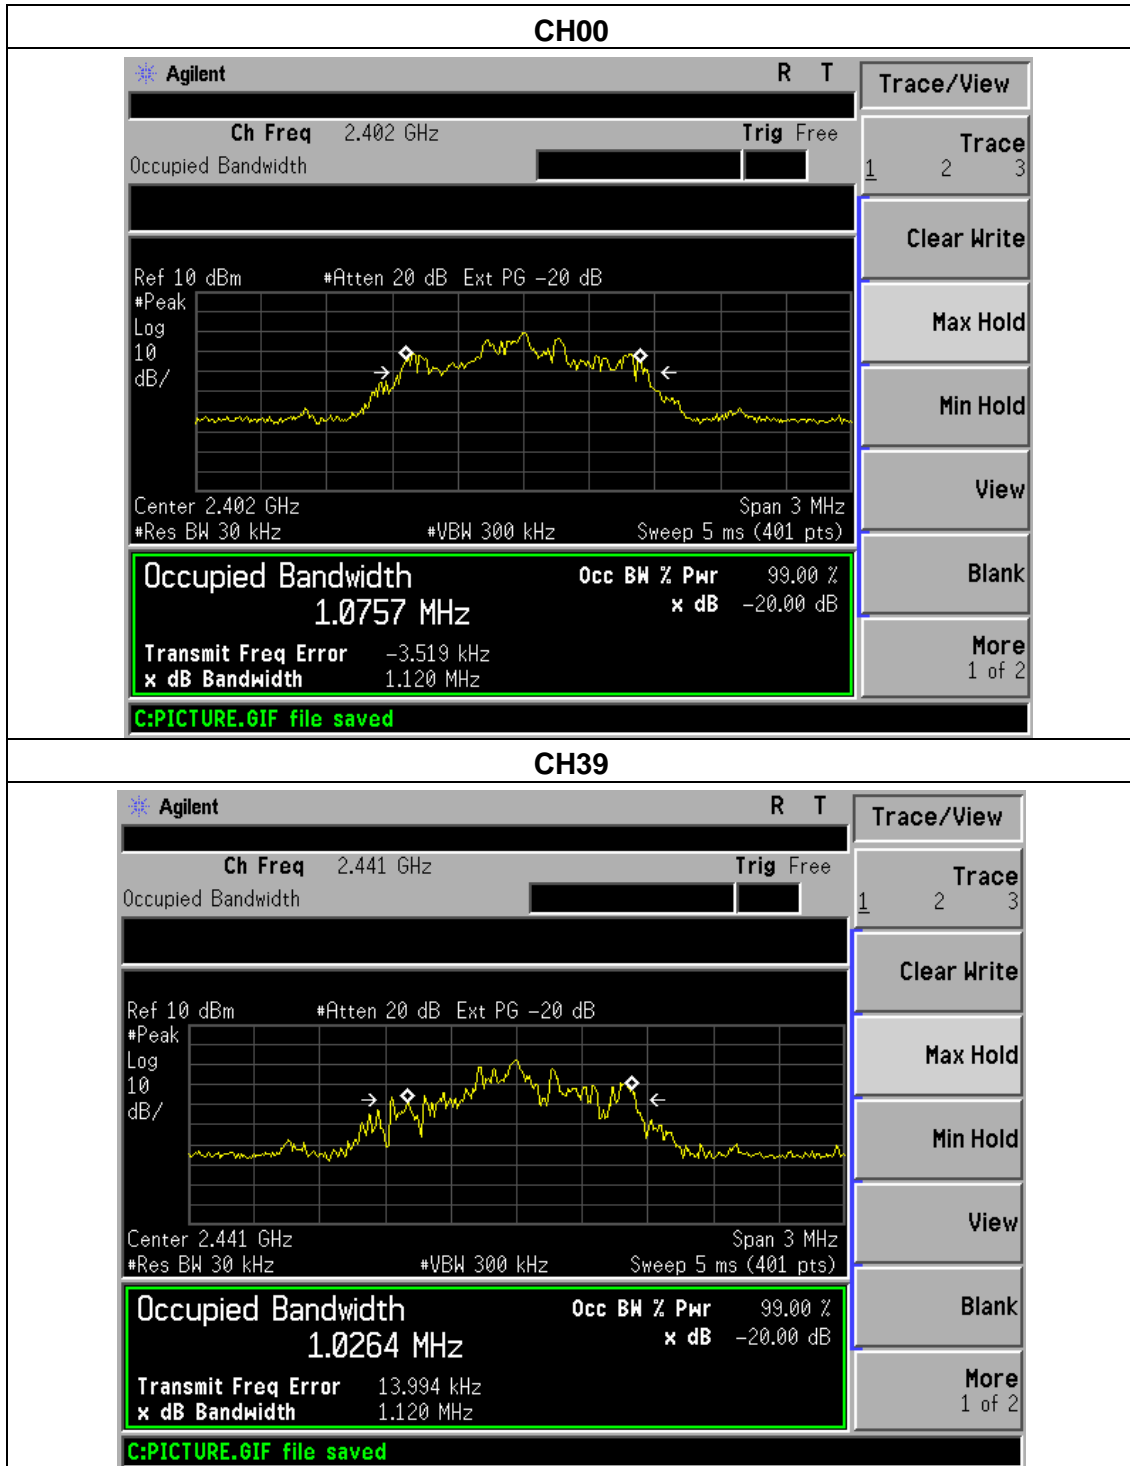 CH00
Agilent R T Trace/View
Ch Freq 2.402 GHz Trig Free
Occupied Bandwidth
Trace
1 2 3
Clear Write
Max Hold
Min Hold
View
Blank
More
1 of 2
Ref 10 dBm #Atten 20 dB Ext PG -20 dB
#Peak
Log
10
dB/
Center 2.402 GHz Span 3 MHz
#Res BW 30 kHz #VBW 300 kHz Sweep 5 ms (401 pts)
Occupied Bandwidth Occ BW % Pwr 99.00 %
1.0757 MHz x dB -20.00 dB
Transmit Freq Error -3.519 kHz
x dB Bandwidth 1.120 MHz
C:PICTURE.GIF file saved
CH39
Agilent R T Trace/View
Ch Freq 2.441 GHz Trig Free
Occupied Bandwidth
Trace
1 2 3
Clear Write
Max Hold
Min Hold
View
Blank
More
1 of 2
Ref 10 dBm #Atten 20 dB Ext PG -20 dB
#Peak
Log
10
dB/
Center 2.441 GHz Span 3 MHz
#Res BW 30 kHz #VBW 300 kHz Sweep 5 ms (401 pts)
Occupied Bandwidth Occ BW % Pwr 99.00 %
1.0264 MHz x dB -20.00 dB
Transmit Freq Error 13.994 kHz
x dB Bandwidth 1.120 MHz
C:PICTURE.GIF file saved